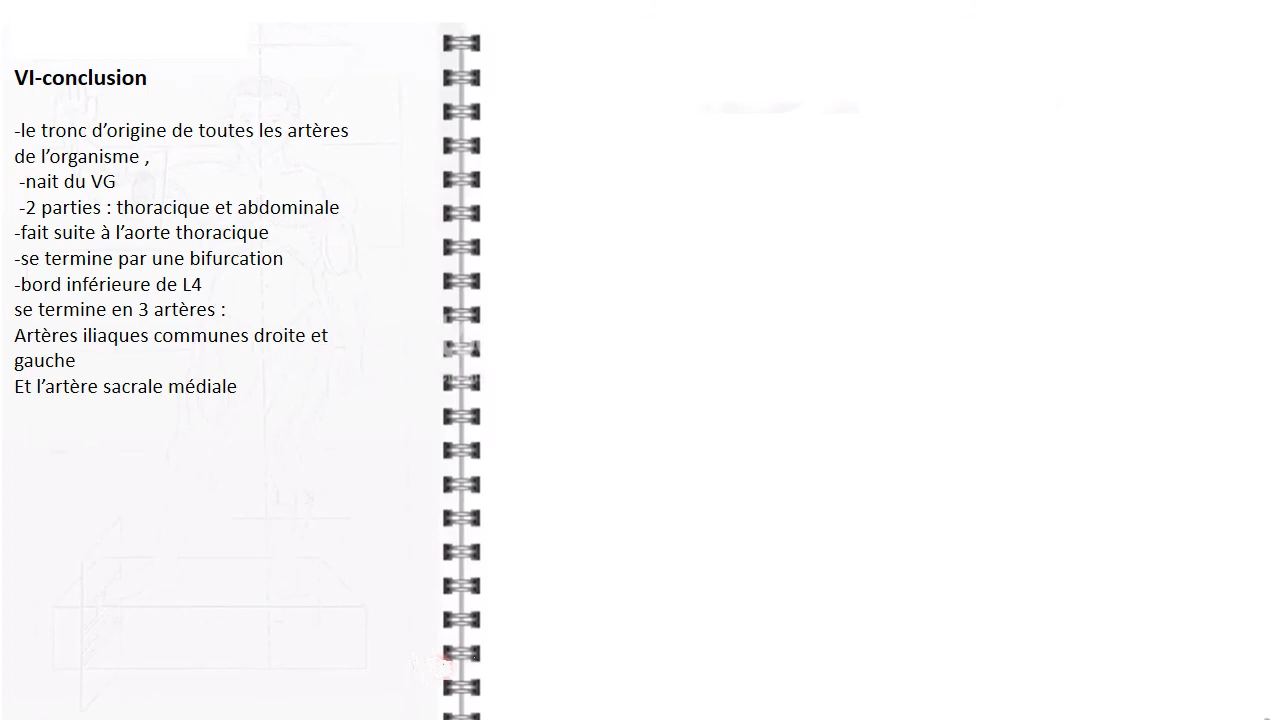 VI-conclusion
-le tronc d’origine de toutes les artères
de l’organisme ,
-nait du VG
-2 parties : thoracique et abdominale
-fait suite à l’aorte thoracique
-se termine par une bifurcation
-bord inférieure de L4
se termine en 3 artères :
Artères iliaques communes droite et
gauche
Et l’artère sacrale médiale